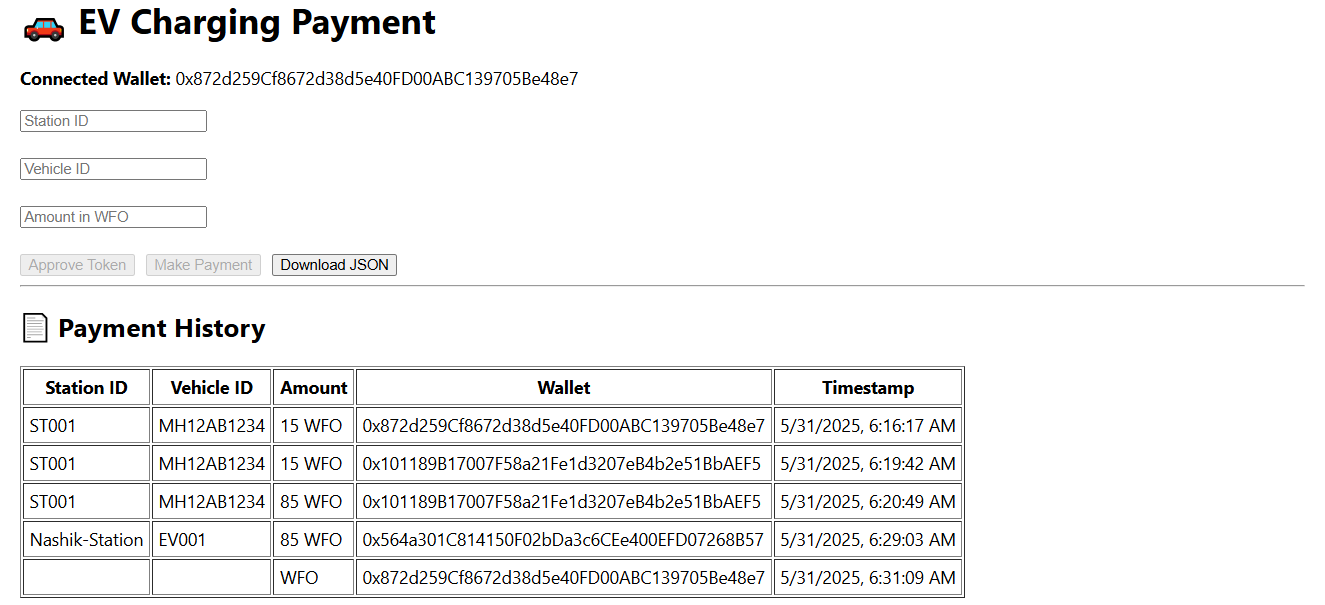 EV Charging Payment
Connected Wallet: 0x872d259Cf8672d38d5e40FD00ABC139705Be48e7
Station ID
Vehicle ID
Amount in WFO
Approve Token Make Payment Download JSON
Payment History
Station ID Vehicle ID Amount Wallet Timestamp
ST001 MH12AB1234 15 WFO 0x872d259Cf8672d38d5e40FD00ABC139705Be48e7 5/31/2025, 6:16:17 AM
ST001 MH12AB1234 15 WFO 0x101189B17007F58a21Fe1d3207eB4b2e51BbAEF5 5/31/2025, 6:19:42 AM
ST001 MH12AB1234 85 WFO 0x101189B17007F58a21Fe1d3207eB4b2e51BbAEF5 5/31/2025, 6:20:49 AM
Nashik-Station EV001 85 WFO 0x564a301C814150F02bDa3c6CEe400EFD07268B57 5/31/2025, 6:29:03 AM
WFO 0x872d259Cf8672d38d5e40FD00ABC139705Be48e7 5/31/2025, 6:31:09 AM